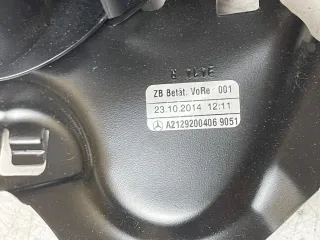 ZB Betät. VoRe 001
23.10.2014 12:11
A2129200406 9051